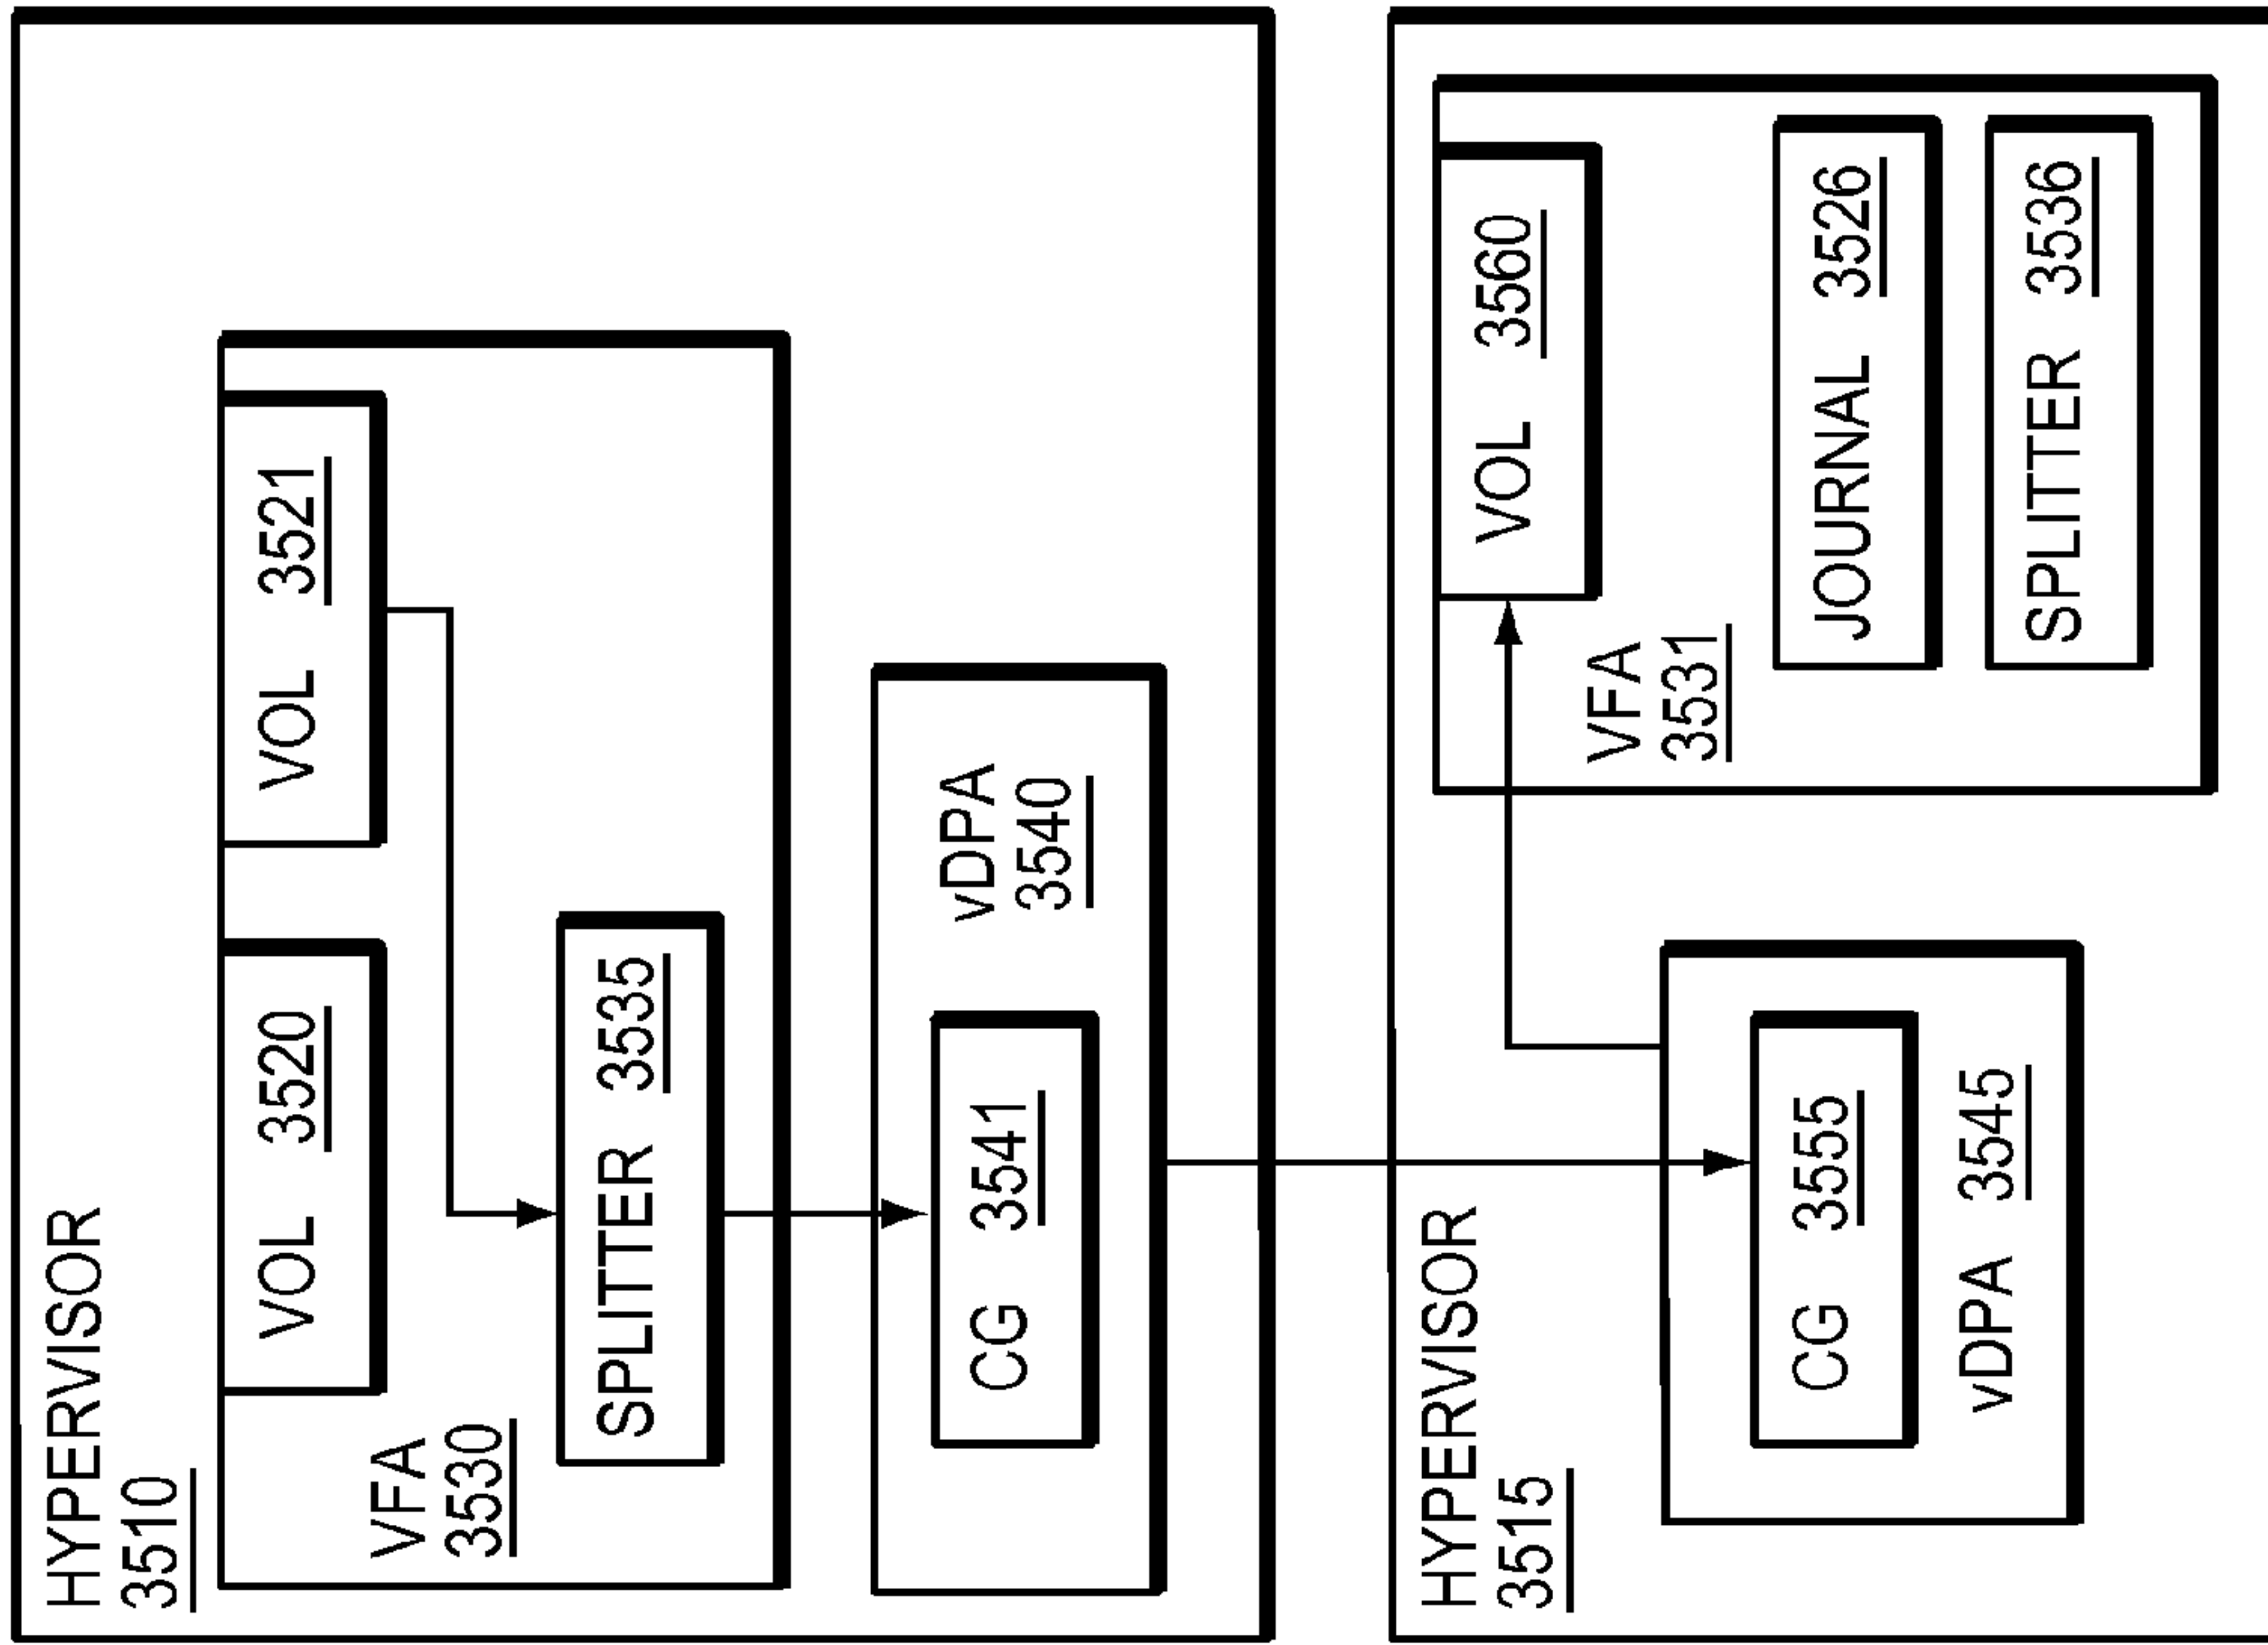 HYPERVISOR
3510
VOL 3520
VOL 3521
VFA
3530
SPLITTER 3535
vDPA
3540
CG 3541
HYPERVISOR
3515
VOL 3560
VFA
3531
JOURNAL 3526
SPLITTER 3536
CG 3555
vDPA 3545